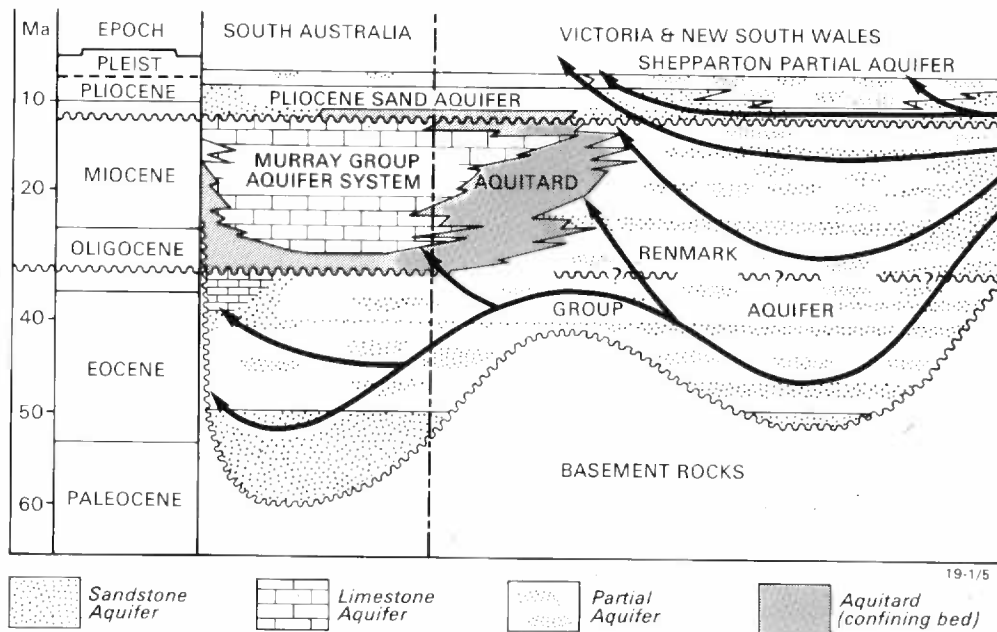 Ma
EPOCH
SOUTH AUSTRALIA
VICTORIA & NEW SOUTH WALES
PLEIST
SHEPPARTON PARTIAL AQUIFER
PLIOCENE
10
PLIOCENE SAND AQUIFER
MIOCENE
20
MURRAY GROUP
AQUIFER SYSTEM
AQUITARD
OLIGOCENE
RENMARK
? ? ?
GROUP
AQUIFER
40
EOCENE
50
BASEMENT ROCKS
PALEOCENE
60
19-1/5
Sandstone
Aquifer
Limestone
Aquifer
Partial
Aquifer
Aquitard
(confining bed)